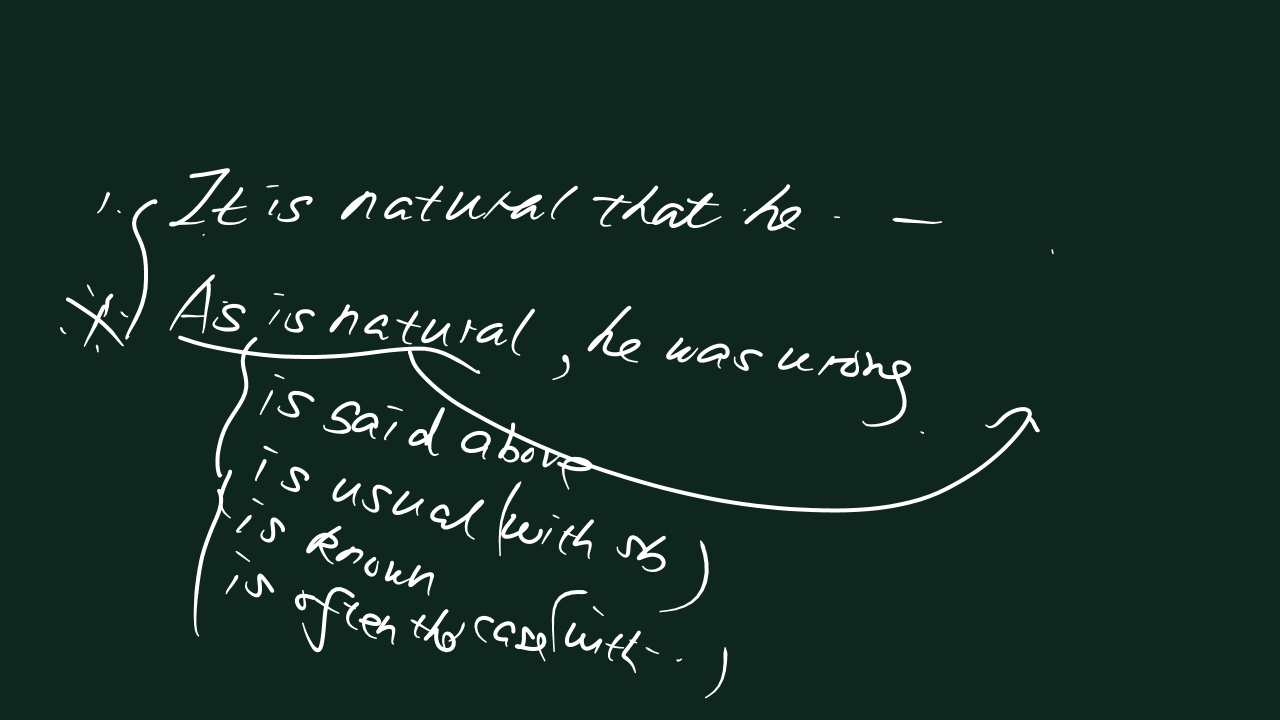 1. It is natural that he . —
※ As is natural, he was wrong.
is said above
is usual (with sb)
is known
is often the case (with...)